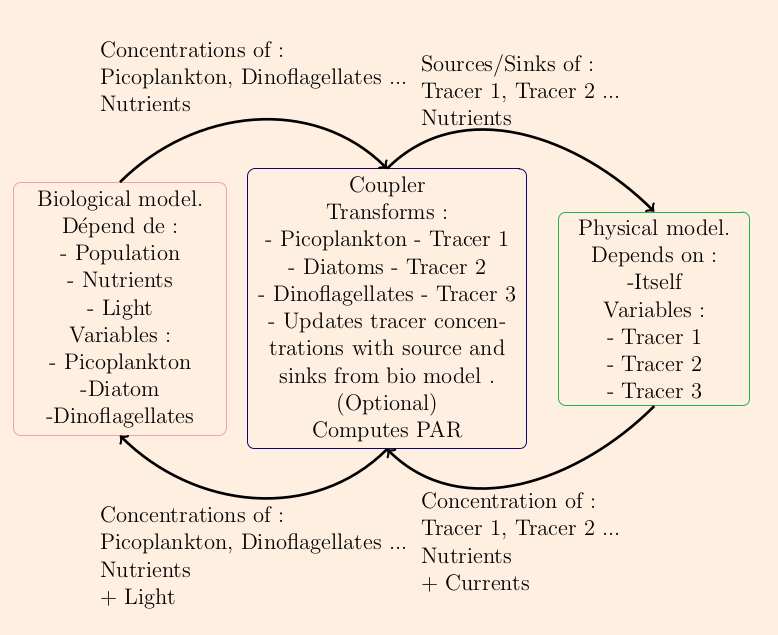 Concentrations of :
Picoplankton, Dinoflagellates ...
Nutrients
Sources/Sinks of :
Tracer 1, Tracer 2 ...
Nutrients
Biological model.
Dépend de :
- Population
- Nutrients
- Light
Variables :
- Picoplankton
-Diatom
-Dinoflagellates
Coupler
Transforms :
- Picoplankton - Tracer 1
- Diatoms - Tracer 2
- Dinoflagellates - Tracer 3
- Updates tracer concen-
trations with source and
sinks from bio model .
(Optional)
Computes PAR
Physical model.
Depends on :
-Itself
Variables :
- Tracer 1
- Tracer 2
- Tracer 3
Concentrations of :
Picoplankton, Dinoflagellates ...
Nutrients
+ Light
Concentration of :
Tracer 1, Tracer 2 ...
Nutrients
+ Currents